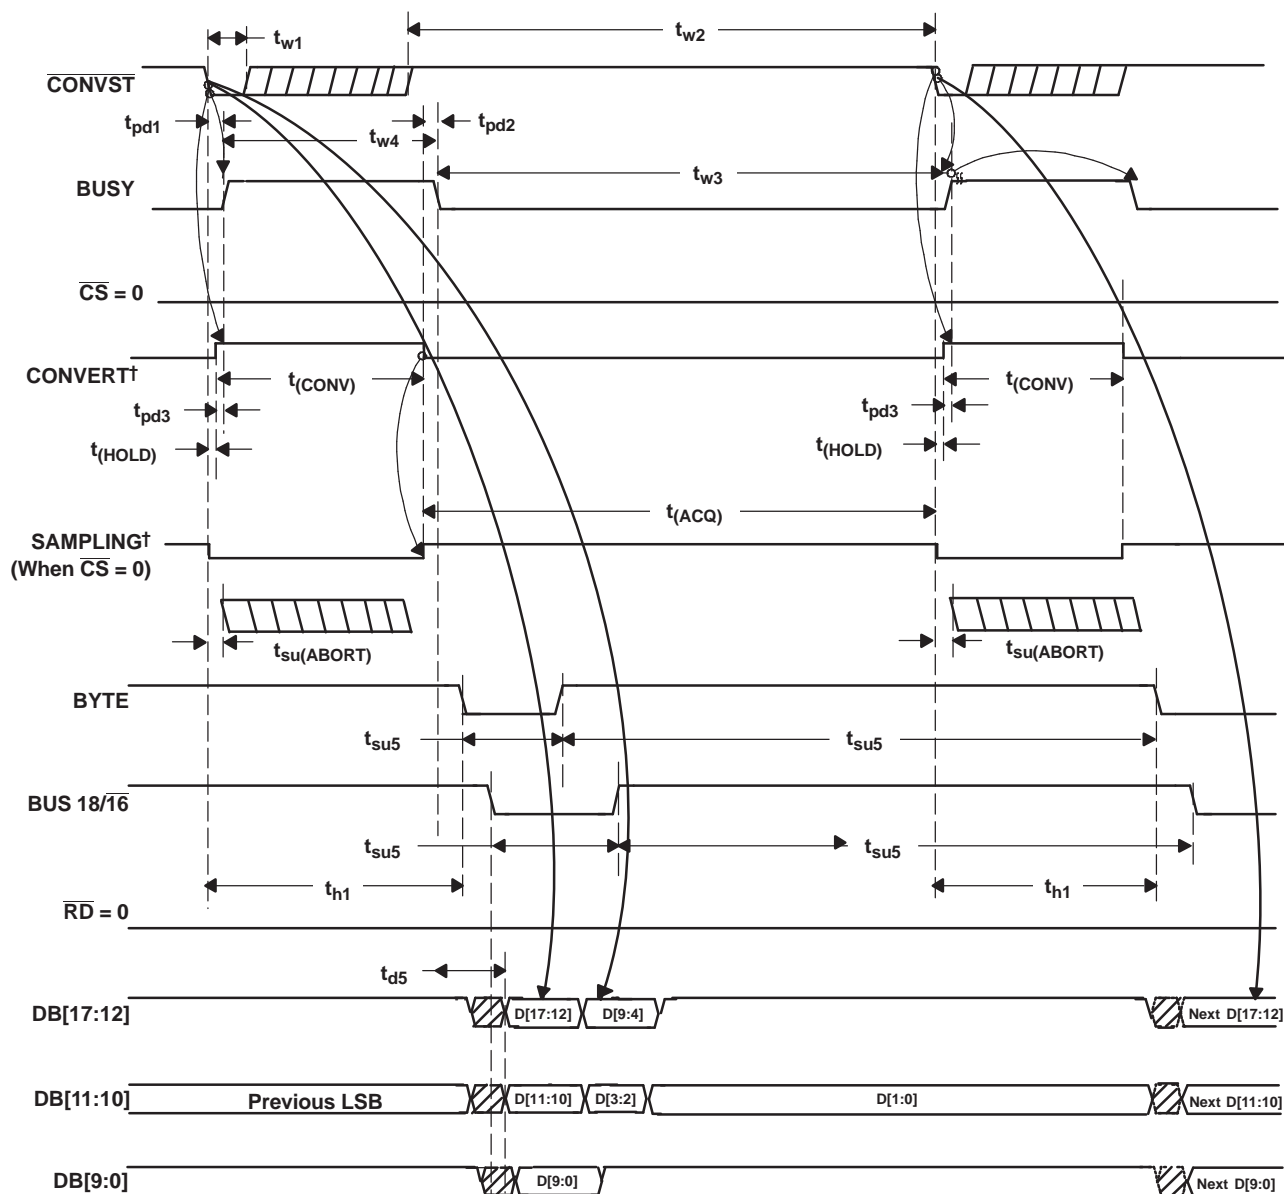 tw1
tw2
CONVST
tpd1
tw4
tpd2
tw3
BUSY
CS = 0
CONVERT†
t(CONV)
t(CONV)
tpd3
tpd3
t(HOLD)
t(HOLD)
t(ACQ)
SAMPLING†
(When CS = 0)
tsu(ABORT)
tsu(ABORT)
BYTE
tsu5
tsu5
BUS 18/16
tsu5
tsu5
th1
th1
RD = 0
td5
DB[17:12]
D[17:12]
D[9:4]
Next D[17:12]
DB[11:10]
Previous LSB
D[11:10]
D[3:2]
D[1:0]
Next D[11:10]
DB[9:0]
D[9:0]
Next D[9:0]